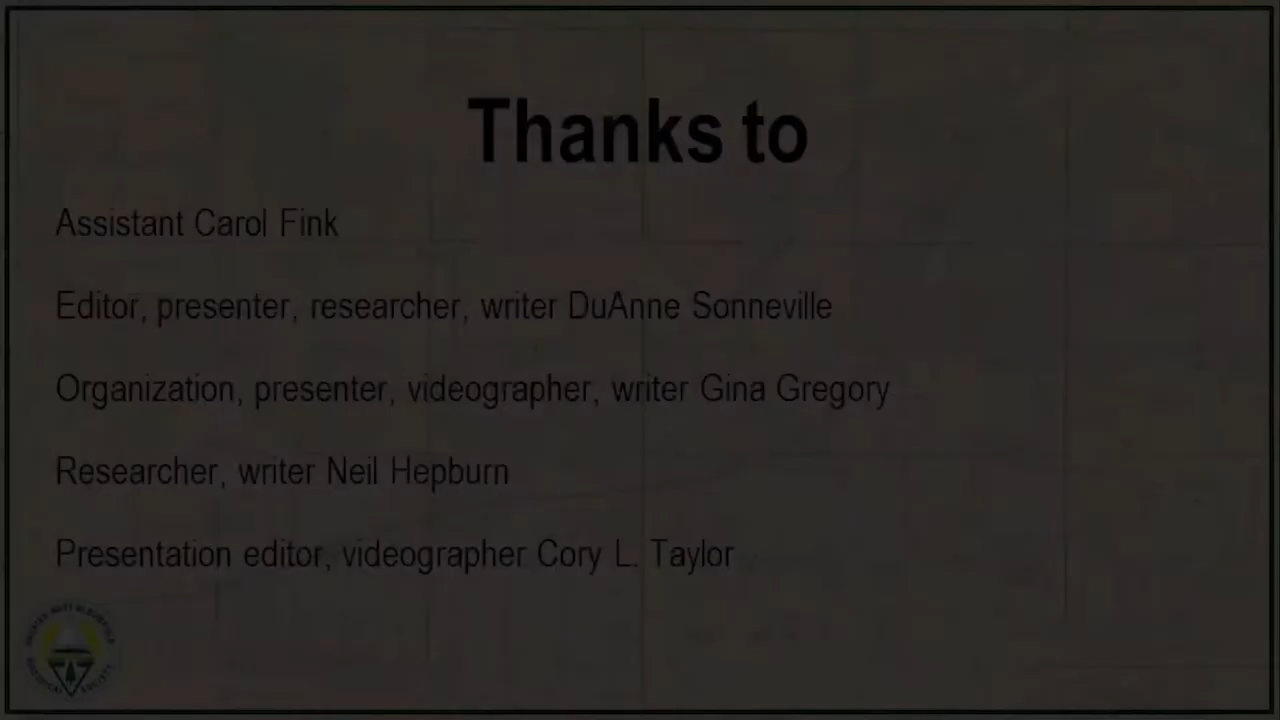 Thanks to
Assistant Carol Fink
Editor, presenter, researcher, writer DuAnne Sonneville
Organization, presenter, videographer, writer Gina Gregory
Researcher, writer Neil Hepburn
Presentation editor, videographer Cory L. Taylor